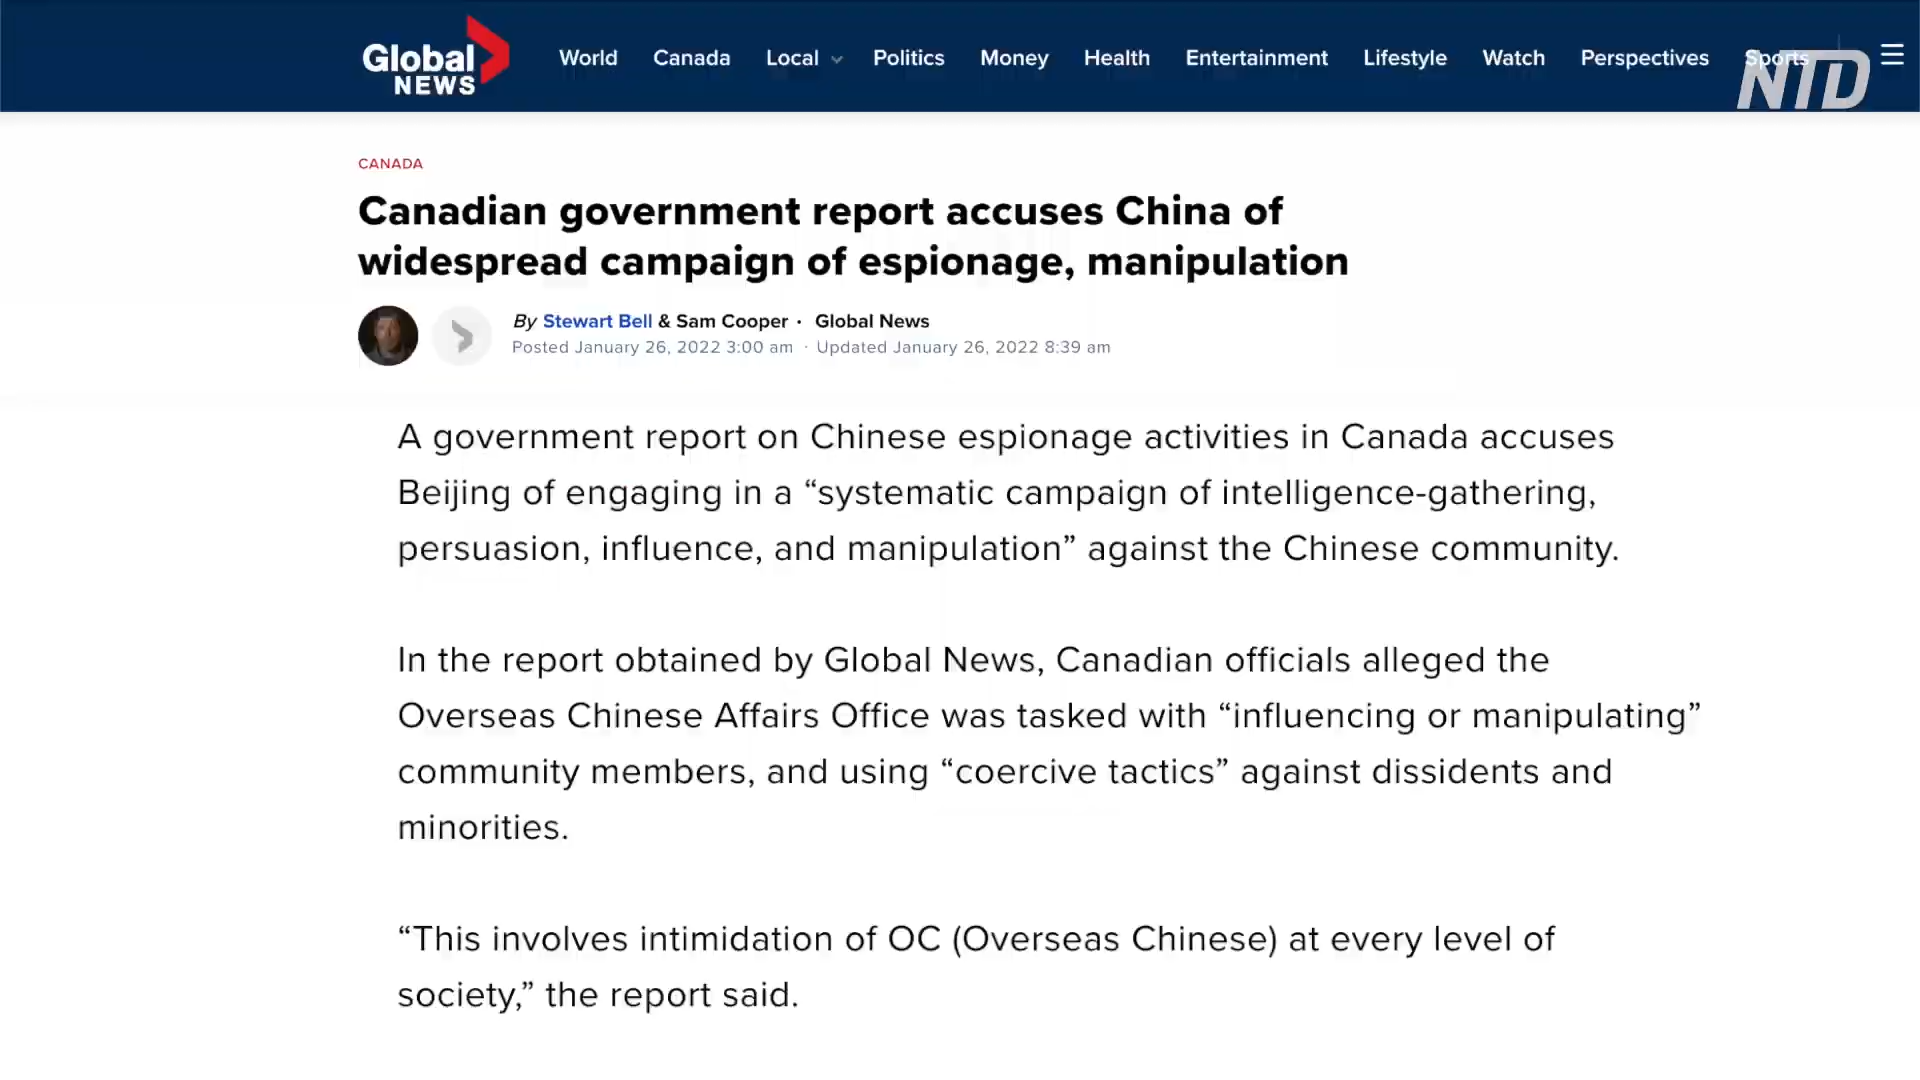 Global NEWS
World Canada Local Politics Money Health Entertainment Lifestyle Watch Perspectives Sports
NTD
CANADA
Canadian government report accuses China of
widespread campaign of espionage, manipulation
By Stewart Bell & Sam Cooper · Global News
Posted January 26, 2022 3:00 am · Updated January 26, 2022 8:39 am
A government report on Chinese espionage activities in Canada accuses
Beijing of engaging in a “systematic campaign of intelligence-gathering,
persuasion, influence, and manipulation” against the Chinese community.
In the report obtained by Global News, Canadian officials alleged the
Overseas Chinese Affairs Office was tasked with “influencing or manipulating”
community members, and using “coercive tactics” against dissidents and
minorities.
“This involves intimidation of OC (Overseas Chinese) at every level of
society,” the report said.